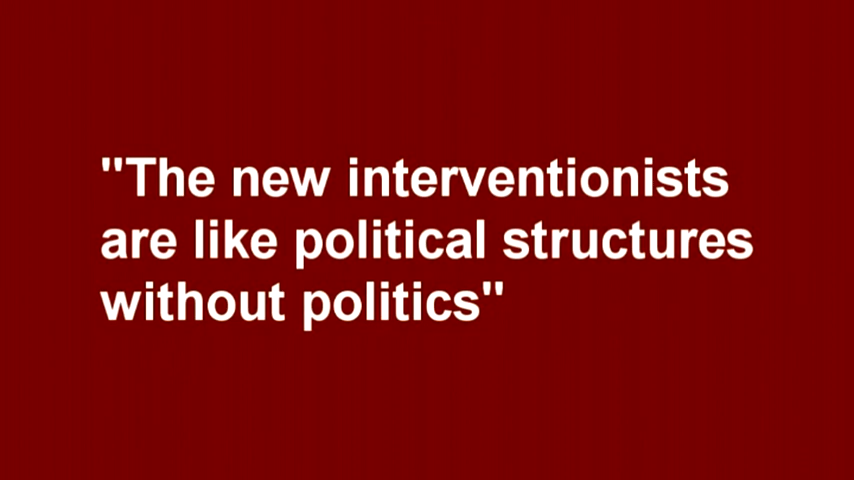 "The new interventionists
are like political structures
without politics"